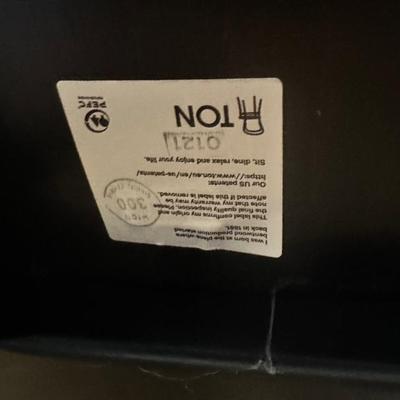 I was born at the place where
bentwood production started
back in 1861.
This label confirms my origin and
the final quality inspection. Please
note that my warranty may be
affected if this label is removed.
Our US patents:
https://www.ton.eu/en/us-patents/
Sit, dine, relax and enjoy your life.
300
0121
TON
PEFC